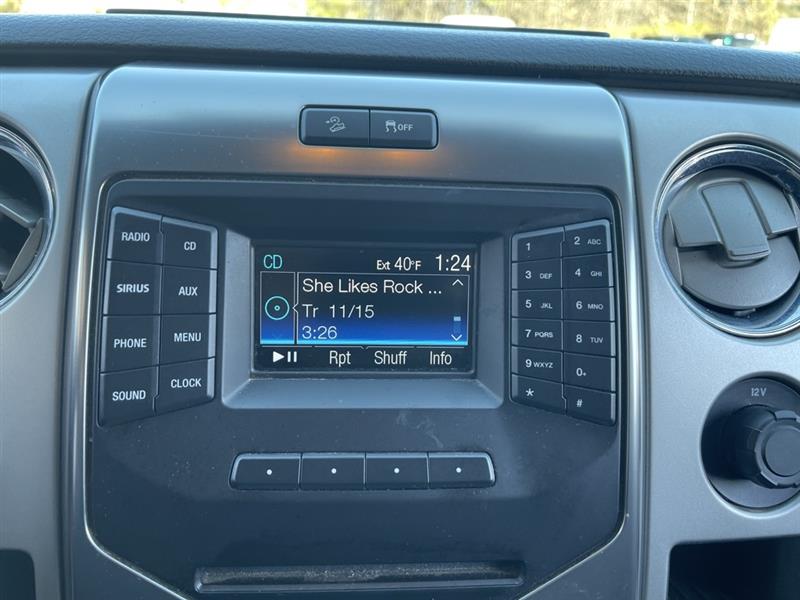 OFF
RADIO
CD
SIRIUS
AUX
PHONE
MENU
SOUND
CLOCK
CD Ext 40°F 1:24
She Likes Rock ...
Tr 11/15
3:26
Rpt Shuff Info
1
2 ABC
3 DEF
4 GHI
5 JKL
6 MNO
7 PQRS
8 TUV
9 WXYZ
0+
*
#
12V